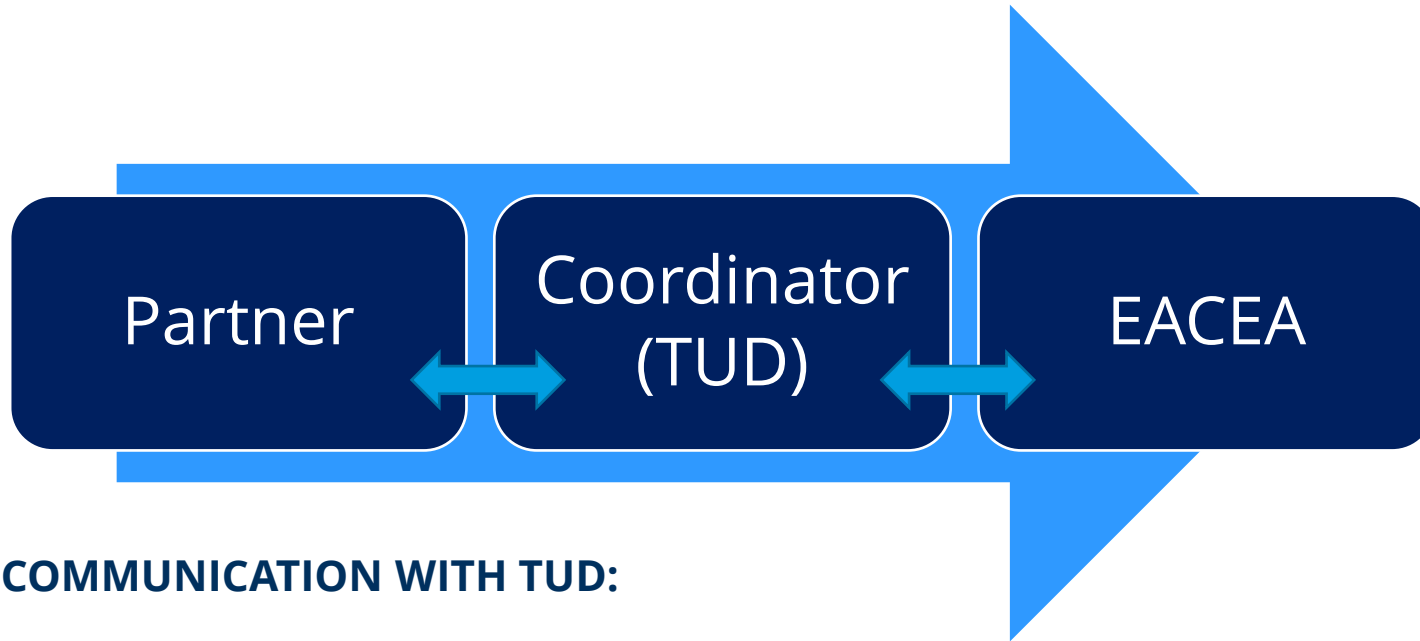 Partner
Coordinator
(TUD)
EACEA
COMMUNICATION WITH TUD: